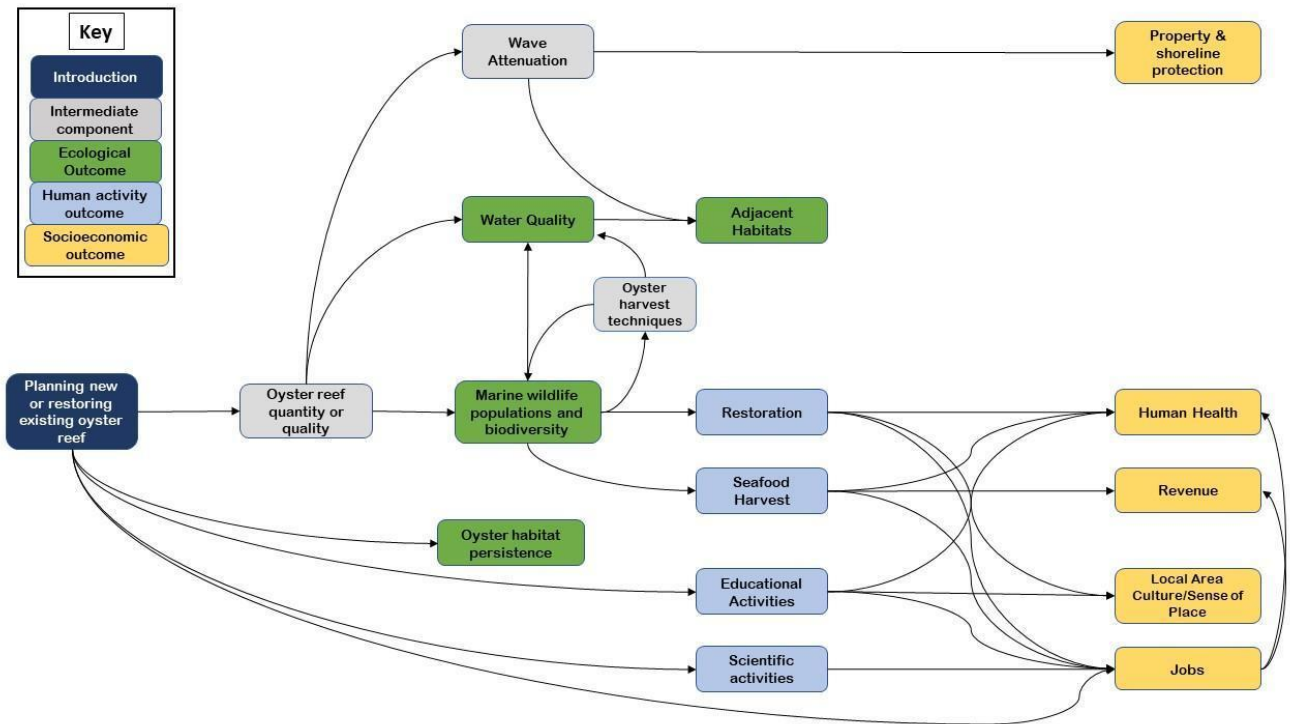 Key
Introduction
Intermediate
component
Ecological
Outcome
Human activity
outcome
Socioeconomic
outcome
Wave
Attenuation
Property &
shoreline
protection
Water Quality
Adjacent
Habitats
Oyster
harvest
techniques
Planning new
or restoring
existing oyster
reef
Oyster reef
quantity or
quality
Marine wildlife
populations and
biodiversity
Restoration
Human Health
Seafood
Harvest
Revenue
Oyster habitat
persistence
Educational
Activities
Local Area
Culture/Sense of
Place
Scientific
activities
Jobs